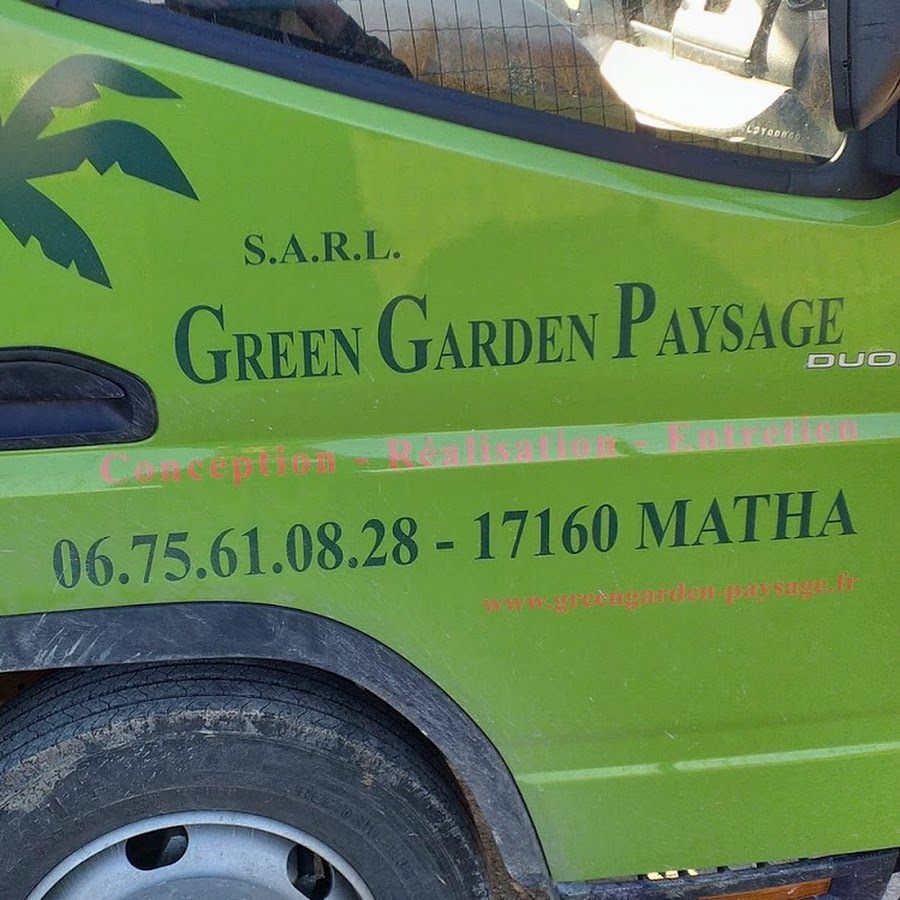 S.A.R.L.
GREEN GARDEN PAYSAGE
DUO
Conception - Réalisation - Entretien
06.75.61.08.28 - 17160 MATHA
www.greengarden-paysage.fr